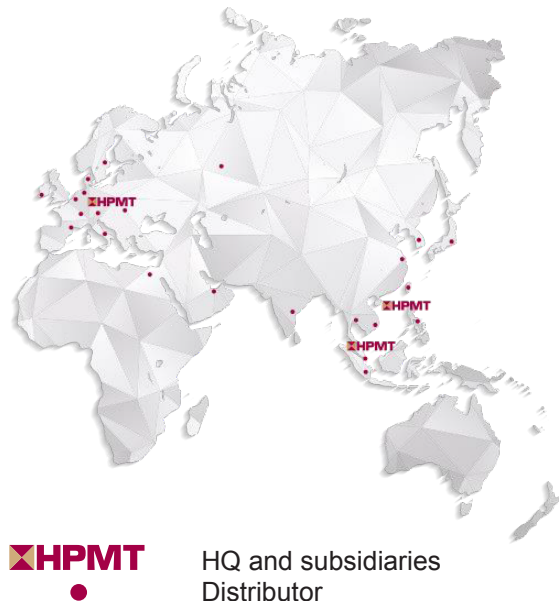 HPMT
HPMT
HPMT
HPMT HQ and subsidiaries
Distributor